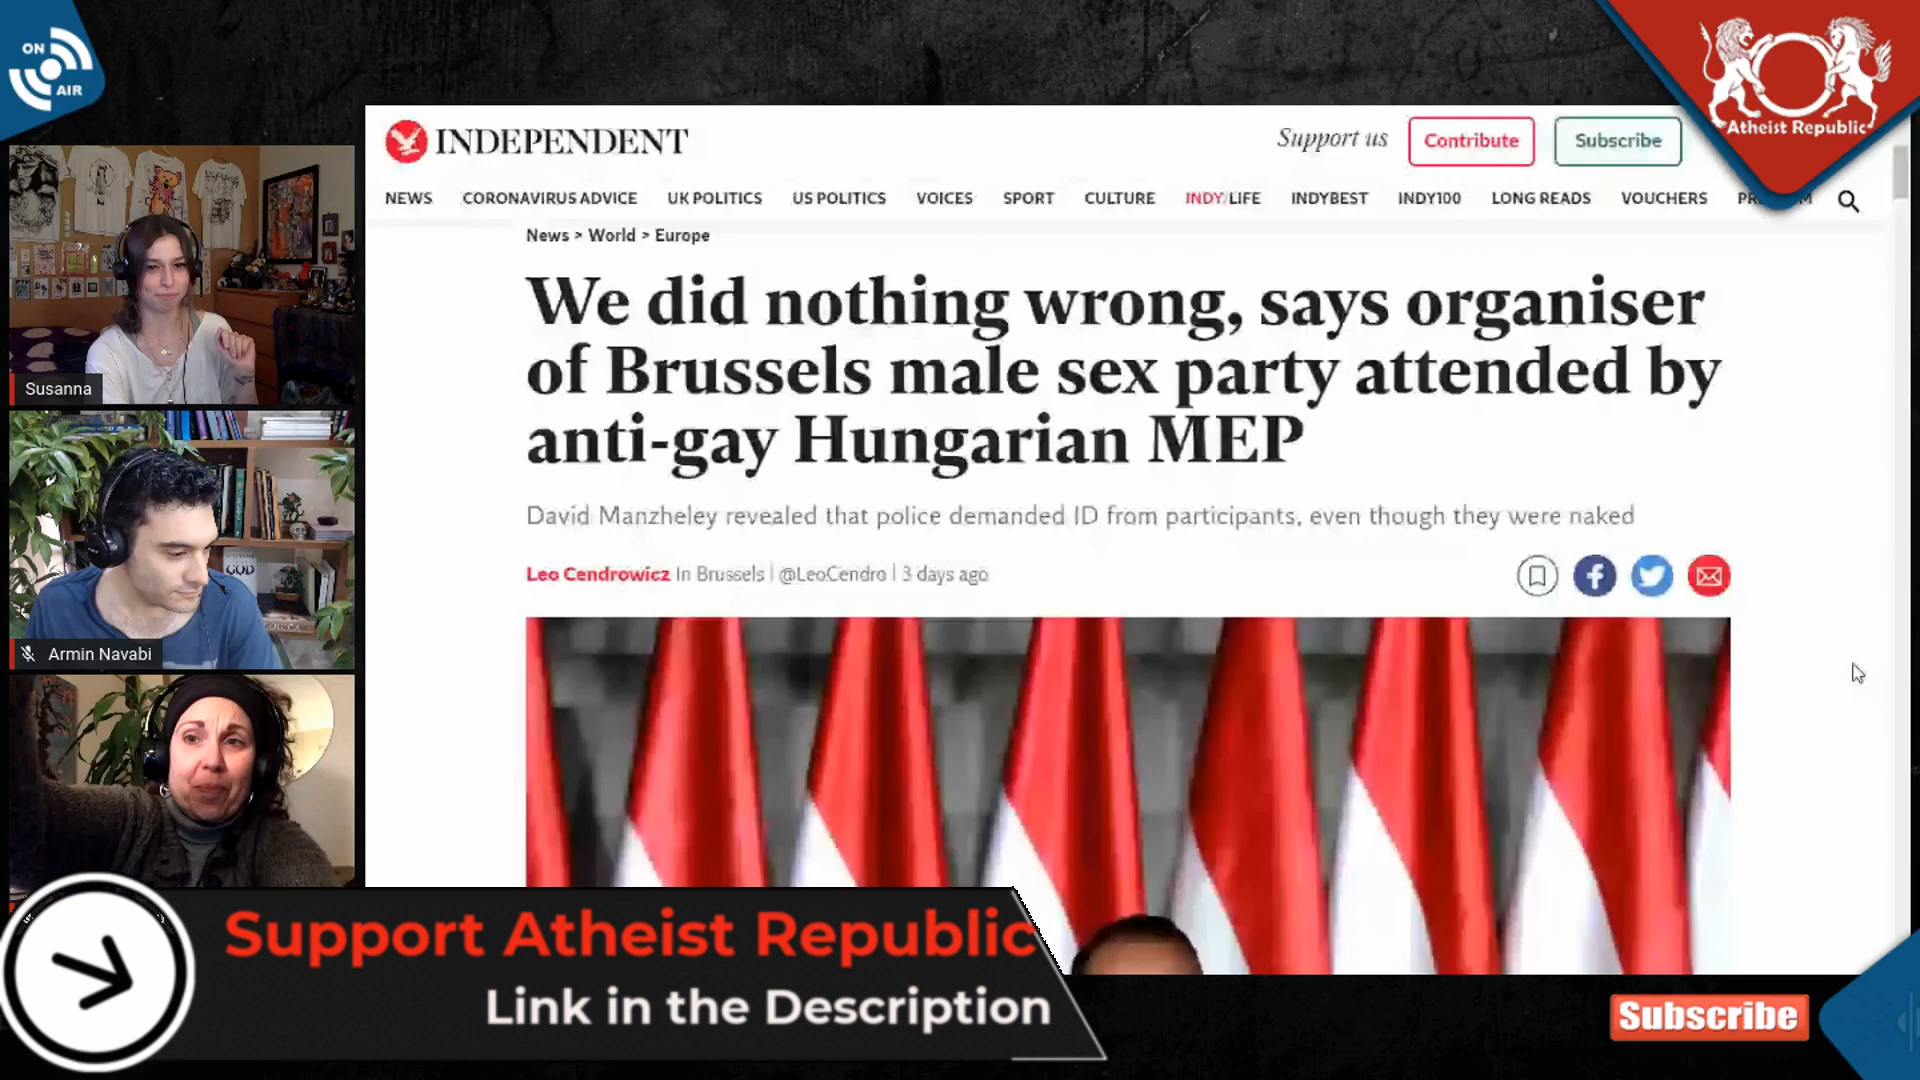 ON
AIR
Atheist Republic
INDEPENDENT
Support us
Contribute
Subscribe
NEWS CORONAVIRUS ADVICE UK POLITICS US POLITICS VOICES SPORT CULTURE INDY/LIFE INDYBEST INDY100 LONG READS VOUCHERS
News > World > Europe
We did nothing wrong, says organiser
of Brussels male sex party attended by
anti-gay Hungarian MEP
David Manzheley revealed that police demanded ID from participants, even though they were naked
Leo Cendrowicz In Brussels | @LeoCendro | 3 days ago
Susanna
GOD
Armin Navabi
Support Atheist Republic
Link in the Description
Subscribe